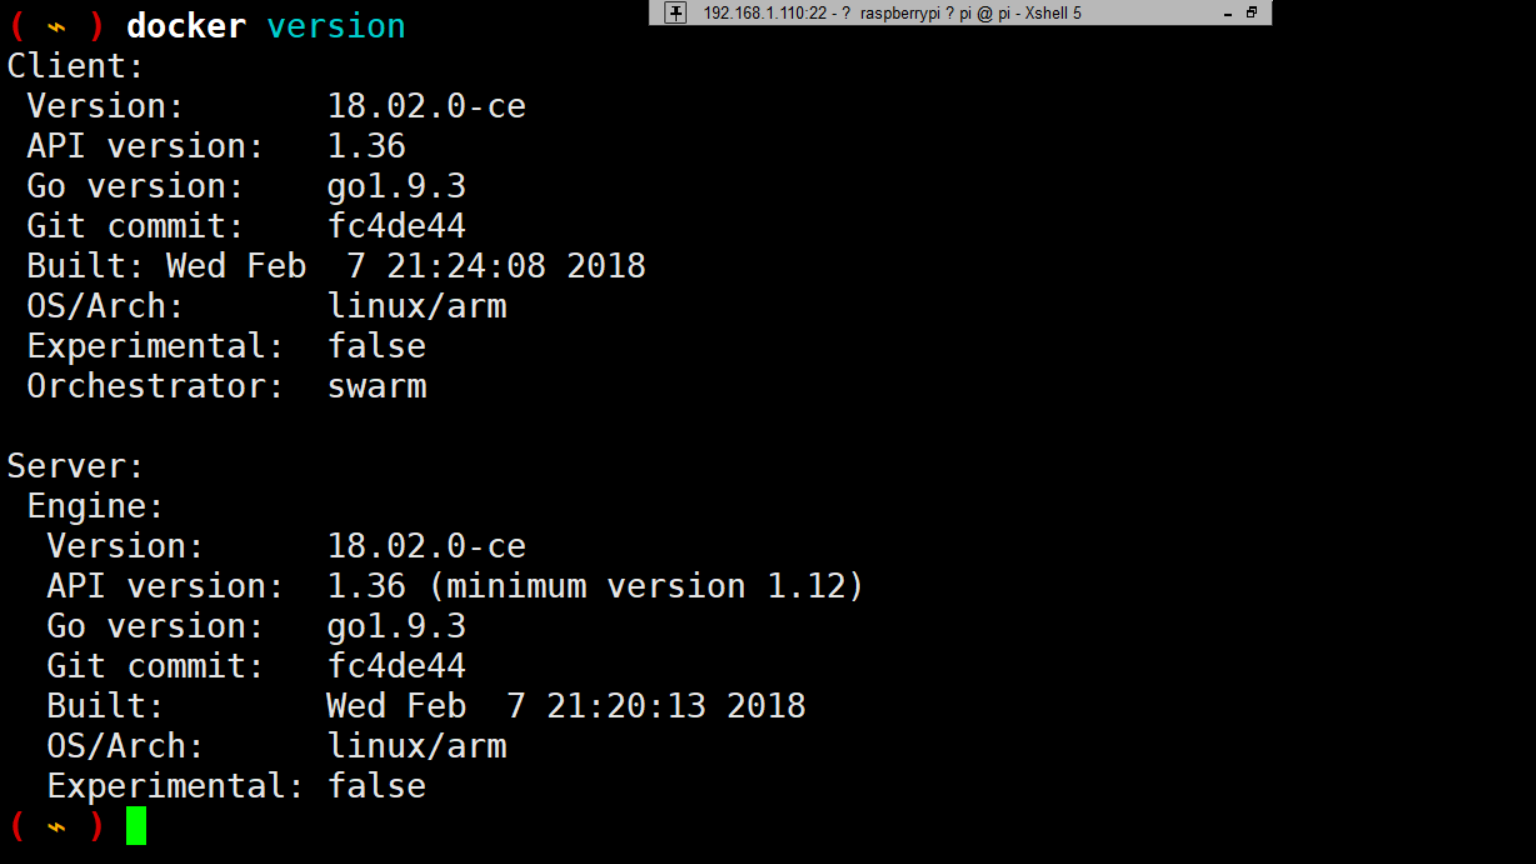 192.168.1.110:22 - ? raspberrypi ? pi @ pi - Xshell 5
( ⌁ ) docker version
Client:
 Version:       18.02.0-ce
 API version:   1.36
 Go version:    go1.9.3
 Git commit:    fc4de44
 Built: Wed Feb  7 21:24:08 2018
 OS/Arch:       linux/arm
 Experimental:  false
 Orchestrator:  swarm

Server:
 Engine:
  Version:      18.02.0-ce
  API version:  1.36 (minimum version 1.12)
  Go version:   go1.9.3
  Git commit:   fc4de44
  Built:        Wed Feb  7 21:20:13 2018
  OS/Arch:      linux/arm
  Experimental: false
( ⌁ )